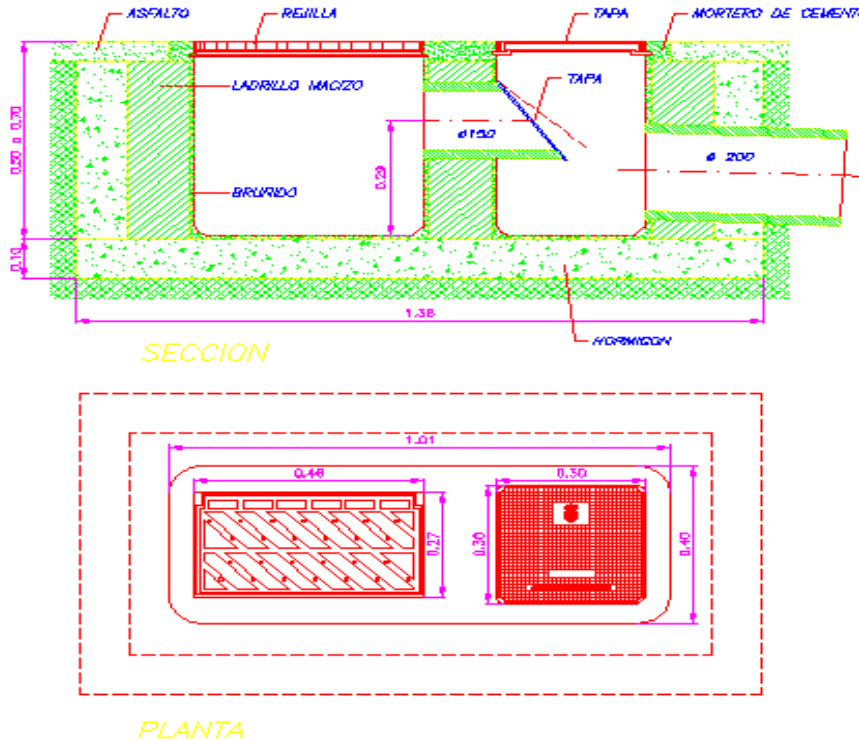 ASFALTO
REJILLA
TAPA
MORTERO DE CEMENTO
LADRILLO MACIZO
TAPA
ø150
ø 200
0.50 a 0.70
0.29
BRUÑIDO
0.10
1.38
HORMIGON
SECCION
1.01
0.46
0.30
0.27
0.30
0.40
PLANTA